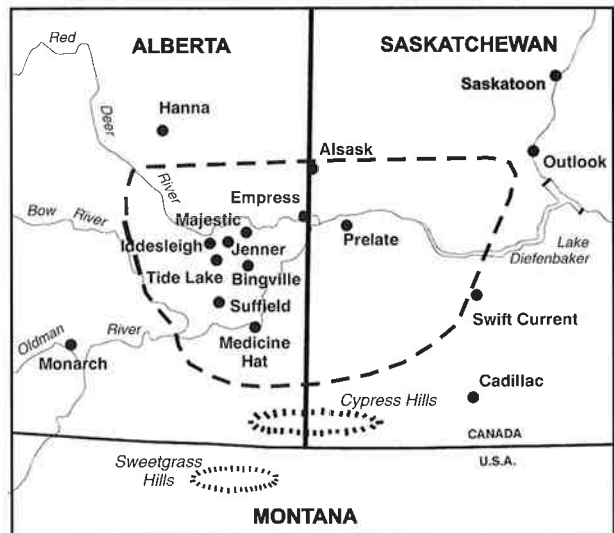 ALBERTA
SASKATCHEWAN
Red
Deer
River
Hanna
Saskatoon
Alsask
Outlook
Empress
Bow River
Majestic
Iddesleigh
Jenner
Prelate
Lake
Diefenbaker
Tide Lake
Bingville
Suffield
Swift Current
Oldman River
Medicine
Hat
Monarch
Cadillac
Cypress Hills
CANADA
U.S.A.
Sweetgrass
Hills
MONTANA